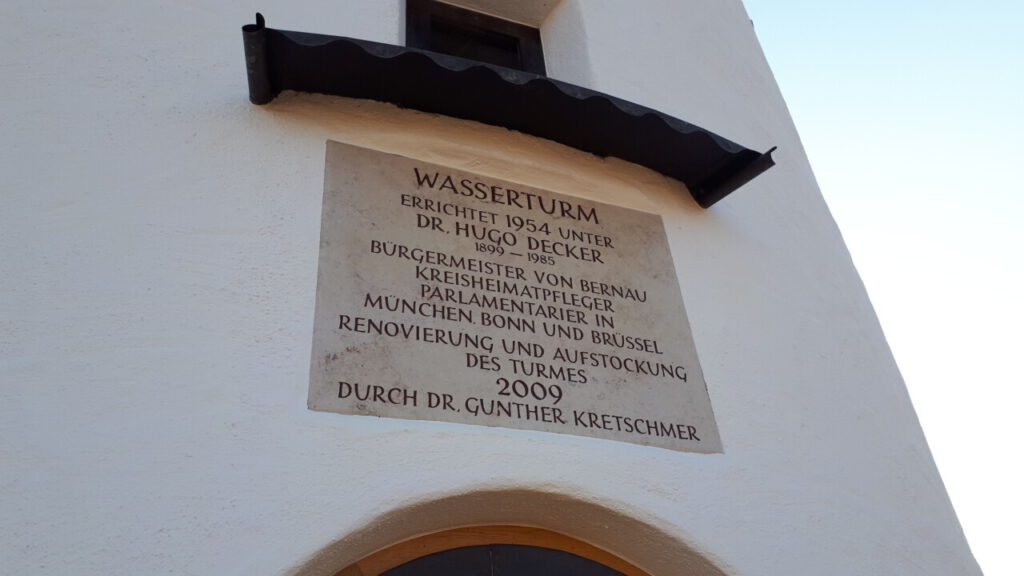 WASSERTURM
ERRICHTET 1954 UNTER
DR. HUGO DECKER
1899 – 1985
BÜRGERMEISTER VON BERNAU
KREISHEIMATPFLEGER
PARLAMENTARIER IN
MÜNCHEN, BONN UND BRÜSSEL
RENOVIERUNG UND AUFSTOCKUNG
DES TURMES
2009
DURCH DR. GUNTHER KRETSCHMER